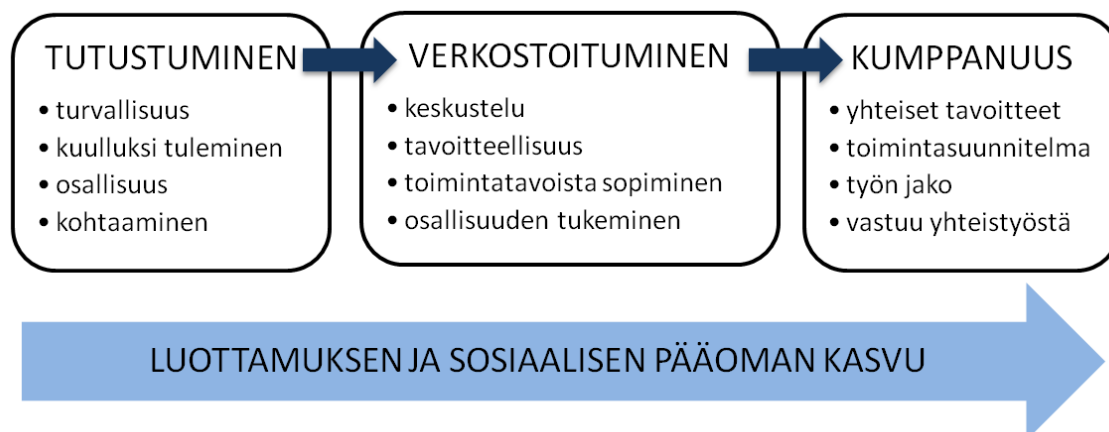 TUTUSTUMINEN
• turvallisuus
• kuulluksi tuleminen
• osallisuus
• kohtaaminen
VERKOSTOITUMINEN
• keskustelu
• tavoitteellisuus
• toimintatavoista sopiminen
• osallisuuden tukeminen
KUMPPANUUS
• yhteiset tavoitteet
• toimintasuunnitelma
• työn jako
• vastuu yhteistyöstä
LUOTTAMUKSEN JA SOSIAALISEN PÄÄOMAN KASVU